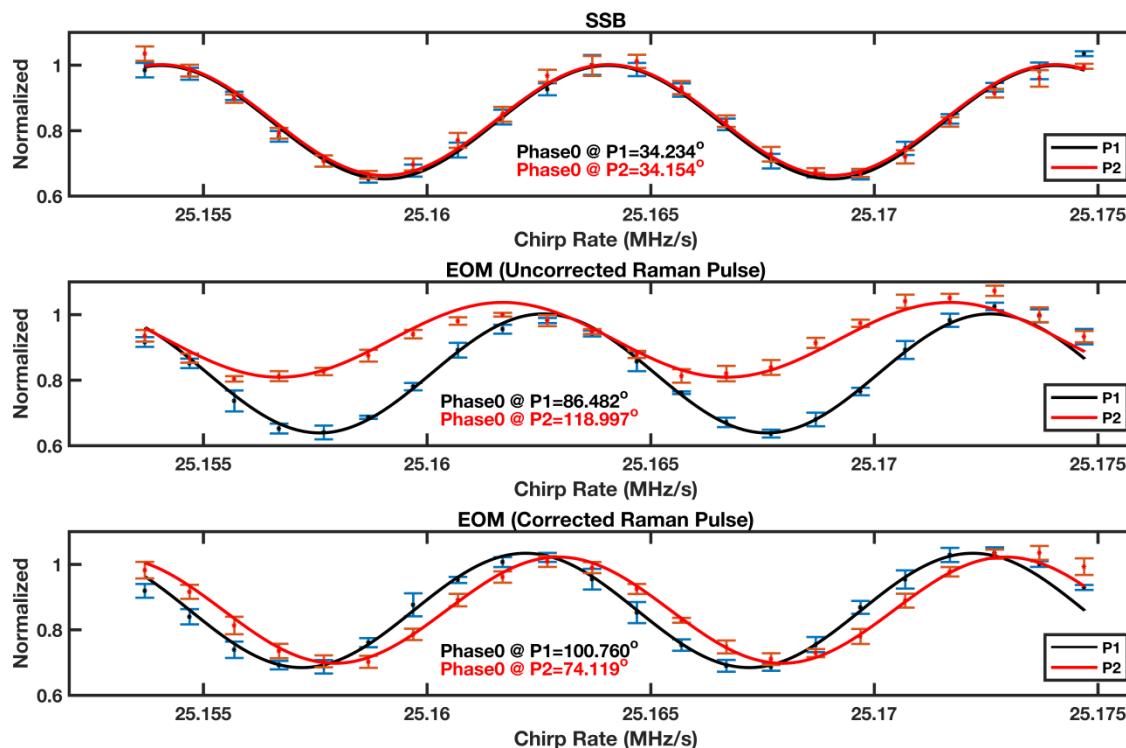 SSB
Normalized
1
0.8
0.6
Phase0 @ P1=34.234°
Phase0 @ P2=34.154°
P1
P2
25.155 25.16 25.165 25.17 25.175
Chirp Rate (MHz/s)
EOM (Uncorrected Raman Pulse)
Normalized
1
0.8
0.6
Phase0 @ P1=86.482°
Phase0 @ P2=118.997°
P1
P2
25.155 25.16 25.165 25.17 25.175
Chirp Rate (MHz/s)
EOM (Corrected Raman Pulse)
Normalized
1
0.8
0.6
Phase0 @ P1=100.760°
Phase0 @ P2=74.119°
P1
P2
25.155 25.16 25.165 25.17 25.175
Chirp Rate (MHz/s)